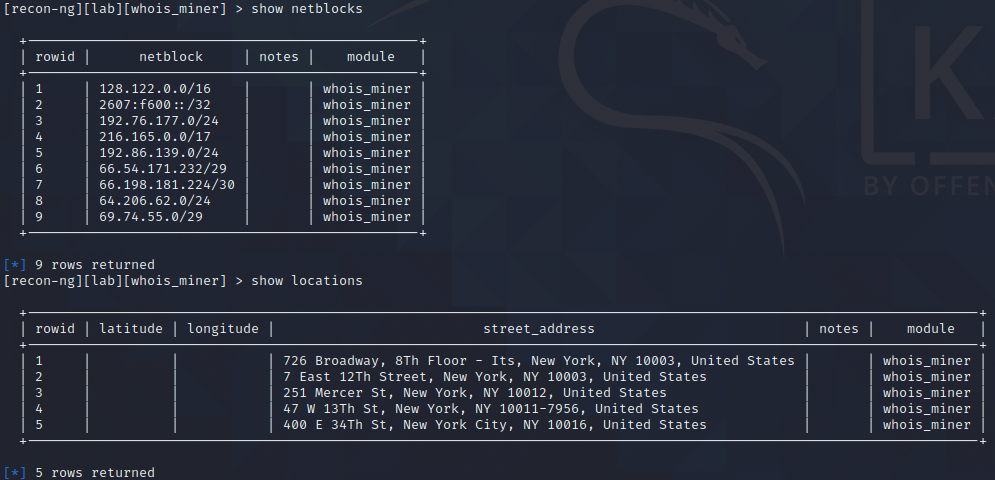 [recon-ng][lab][whois_miner] > show netblocks
+---------------------------------------------------+
| rowid | netblock | notes | module |
+---------------------------------------------------+
| 1 | 128.122.0.0/16 | | whois_miner |
| 2 | 2607:f600::/32 | | whois_miner |
| 3 | 192.76.177.0/24 | | whois_miner |
| 4 | 216.165.0.0/17 | | whois_miner |
| 5 | 192.86.139.0/24 | | whois_miner |
| 6 | 66.54.171.232/29 | | whois_miner |
| 7 | 66.198.181.224/30 | | whois_miner |
| 8 | 64.206.62.0/24 | | whois_miner |
| 9 | 69.74.55.0/29 | | whois_miner |
+---------------------------------------------------+
[*] 9 rows returned
[recon-ng][lab][whois_miner] > show locations
+---------------------------------------------------+
| rowid | latitude | longitude | street_address | notes | module |
+---------------------------------------------------+
| 1 | | | 726 Broadway, 8Th Floor - Its, New York, NY 10003, United States | | whois_miner |
| 2 | | | 7 East 12Th Street, New York, NY 10003, United States | | whois_miner |
| 3 | | | 251 Mercer St, New York, NY 10012, United States | | whois_miner |
| 4 | | | 47 W 13Th St, New York, NY 10011-7956, United States | | whois_miner |
| 5 | | | 400 E 34Th St, New York City, NY 10016, United States | | whois_miner |
+---------------------------------------------------+
[*] 5 rows returned
K
BY OFFEN